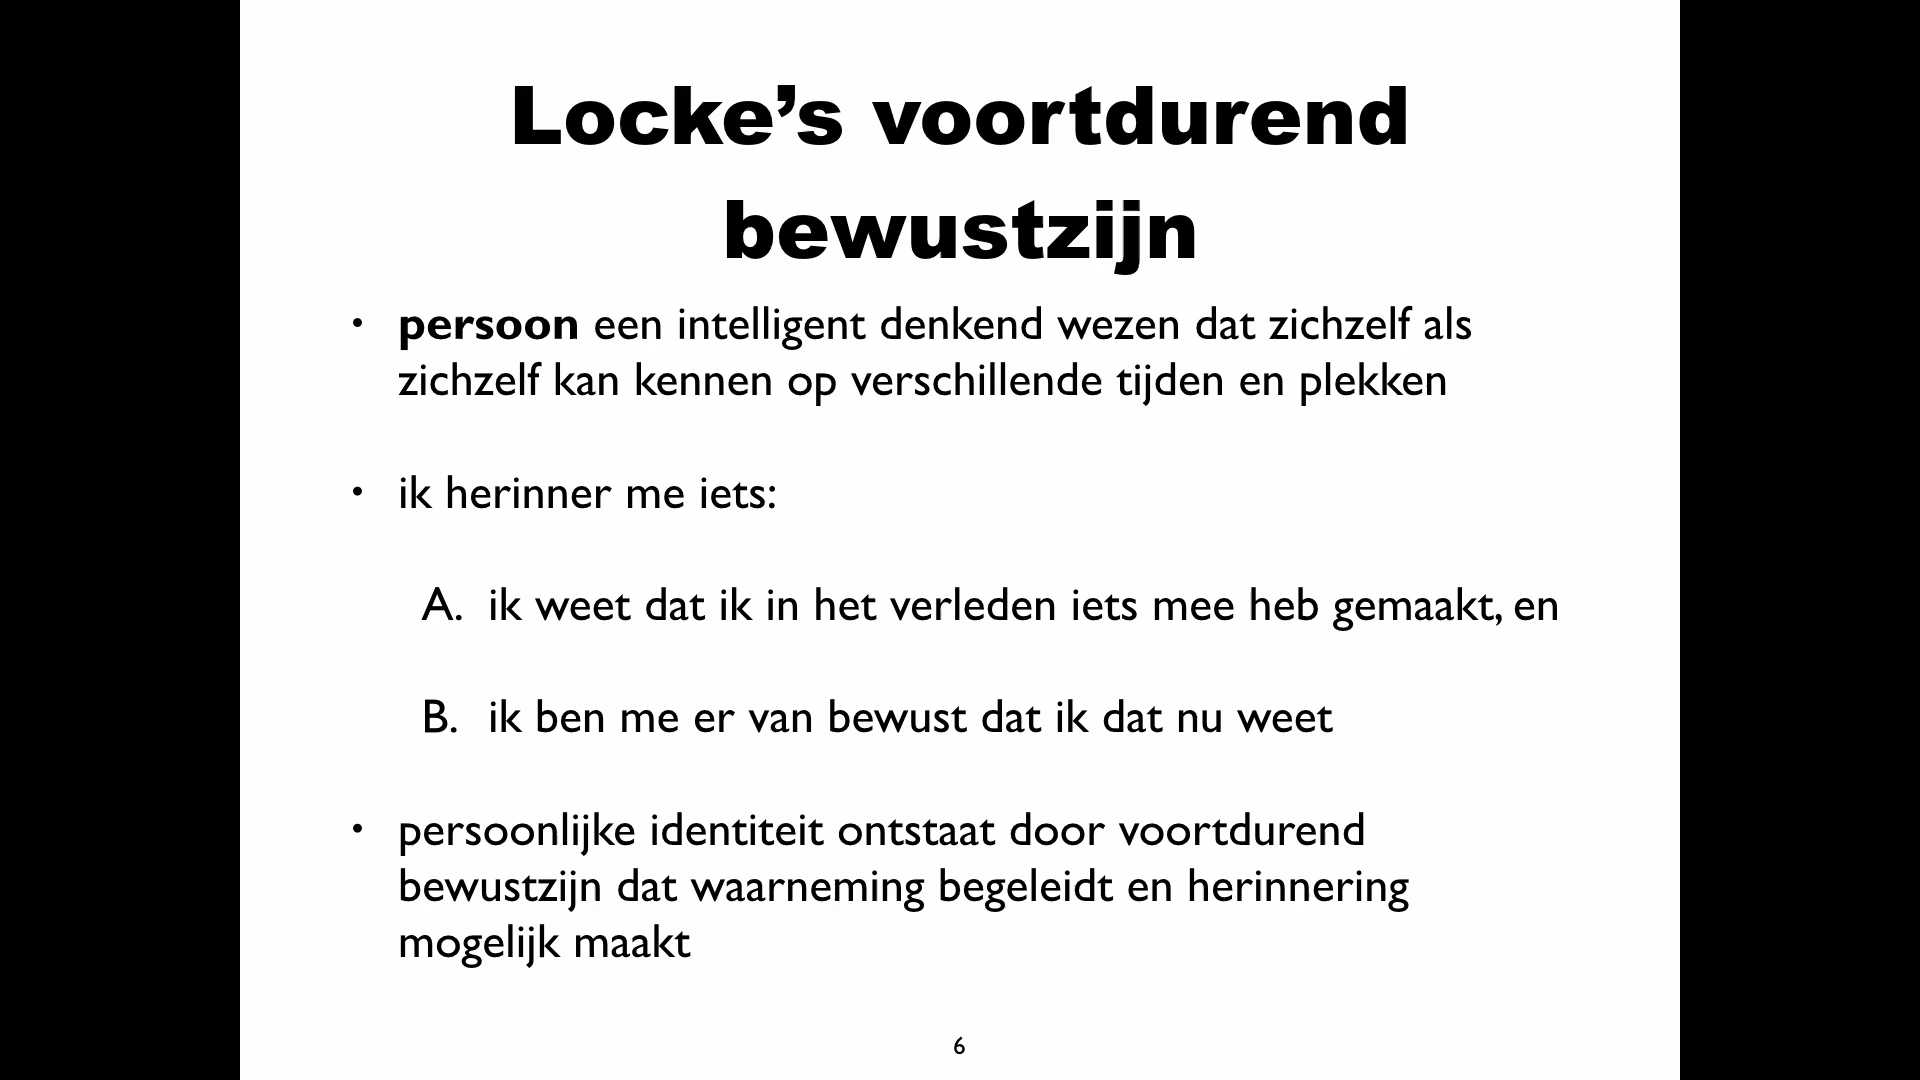 Locke’s voortdurend
bewustzijn
• persoon een intelligent denkend wezen dat zichzelf als
zichzelf kan kennen op verschillende tijden en plekken
• ik herinner me iets:
A. ik weet dat ik in het verleden iets mee heb gemaakt, en
B. ik ben me er van bewust dat ik dat nu weet
• persoonlijke identiteit ontstaat door voortdurend
bewustzijn dat waarneming begeleidt en herinnering
mogelijk maakt
6